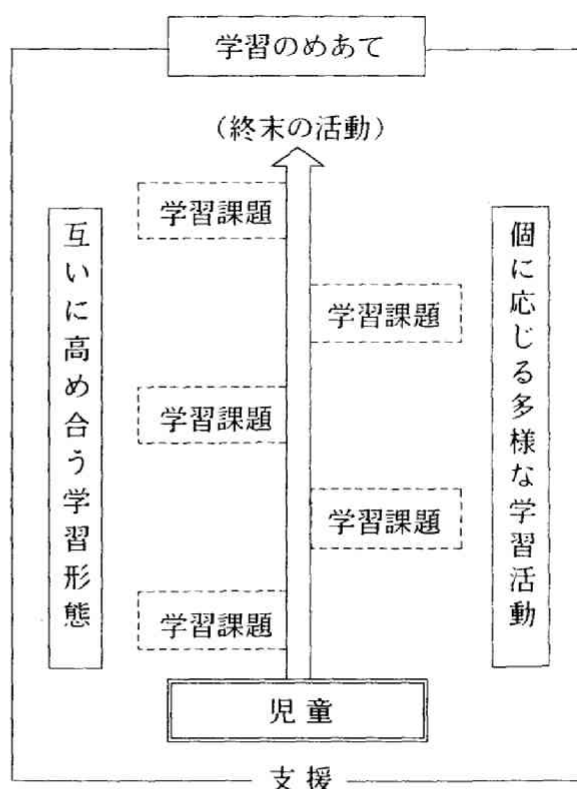 学習のめあて
（終末の活動）
学習課題
互いに高め合う学習形態
個に応じる多様な学習活動
学習課題
学習課題
学習課題
学習課題
児童
支援